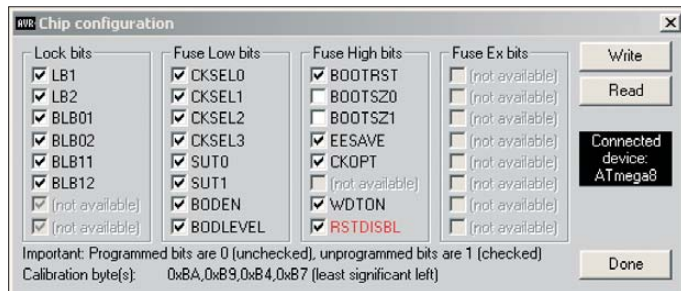 AVR Chip configuration
Lock bits
LB1
LB2
BLB01
BLB02
BLB11
BLB12
(not available)
(not available)
Fuse Low bits
CKSEL0
CKSEL1
CKSEL2
CKSEL3
SUT0
SUT1
BODEN
BODLEVEL
Fuse High bits
BOOTRST
BOOTSZ0
BOOTSZ1
EESAVE
CKOPT
(not available)
WDTON
RSTDISBL
Fuse Ex bits
(not available)
(not available)
(not available)
(not available)
(not available)
(not available)
(not available)
(not available)
Write
Read
Connected
device:
ATmega8
Important: Programmed bits are 0 (unchecked), unprogrammed bits are 1 (checked)
Calibration byte(s): 0xBA,0xB9,0xB4,0xB7 (least significant left)
Done